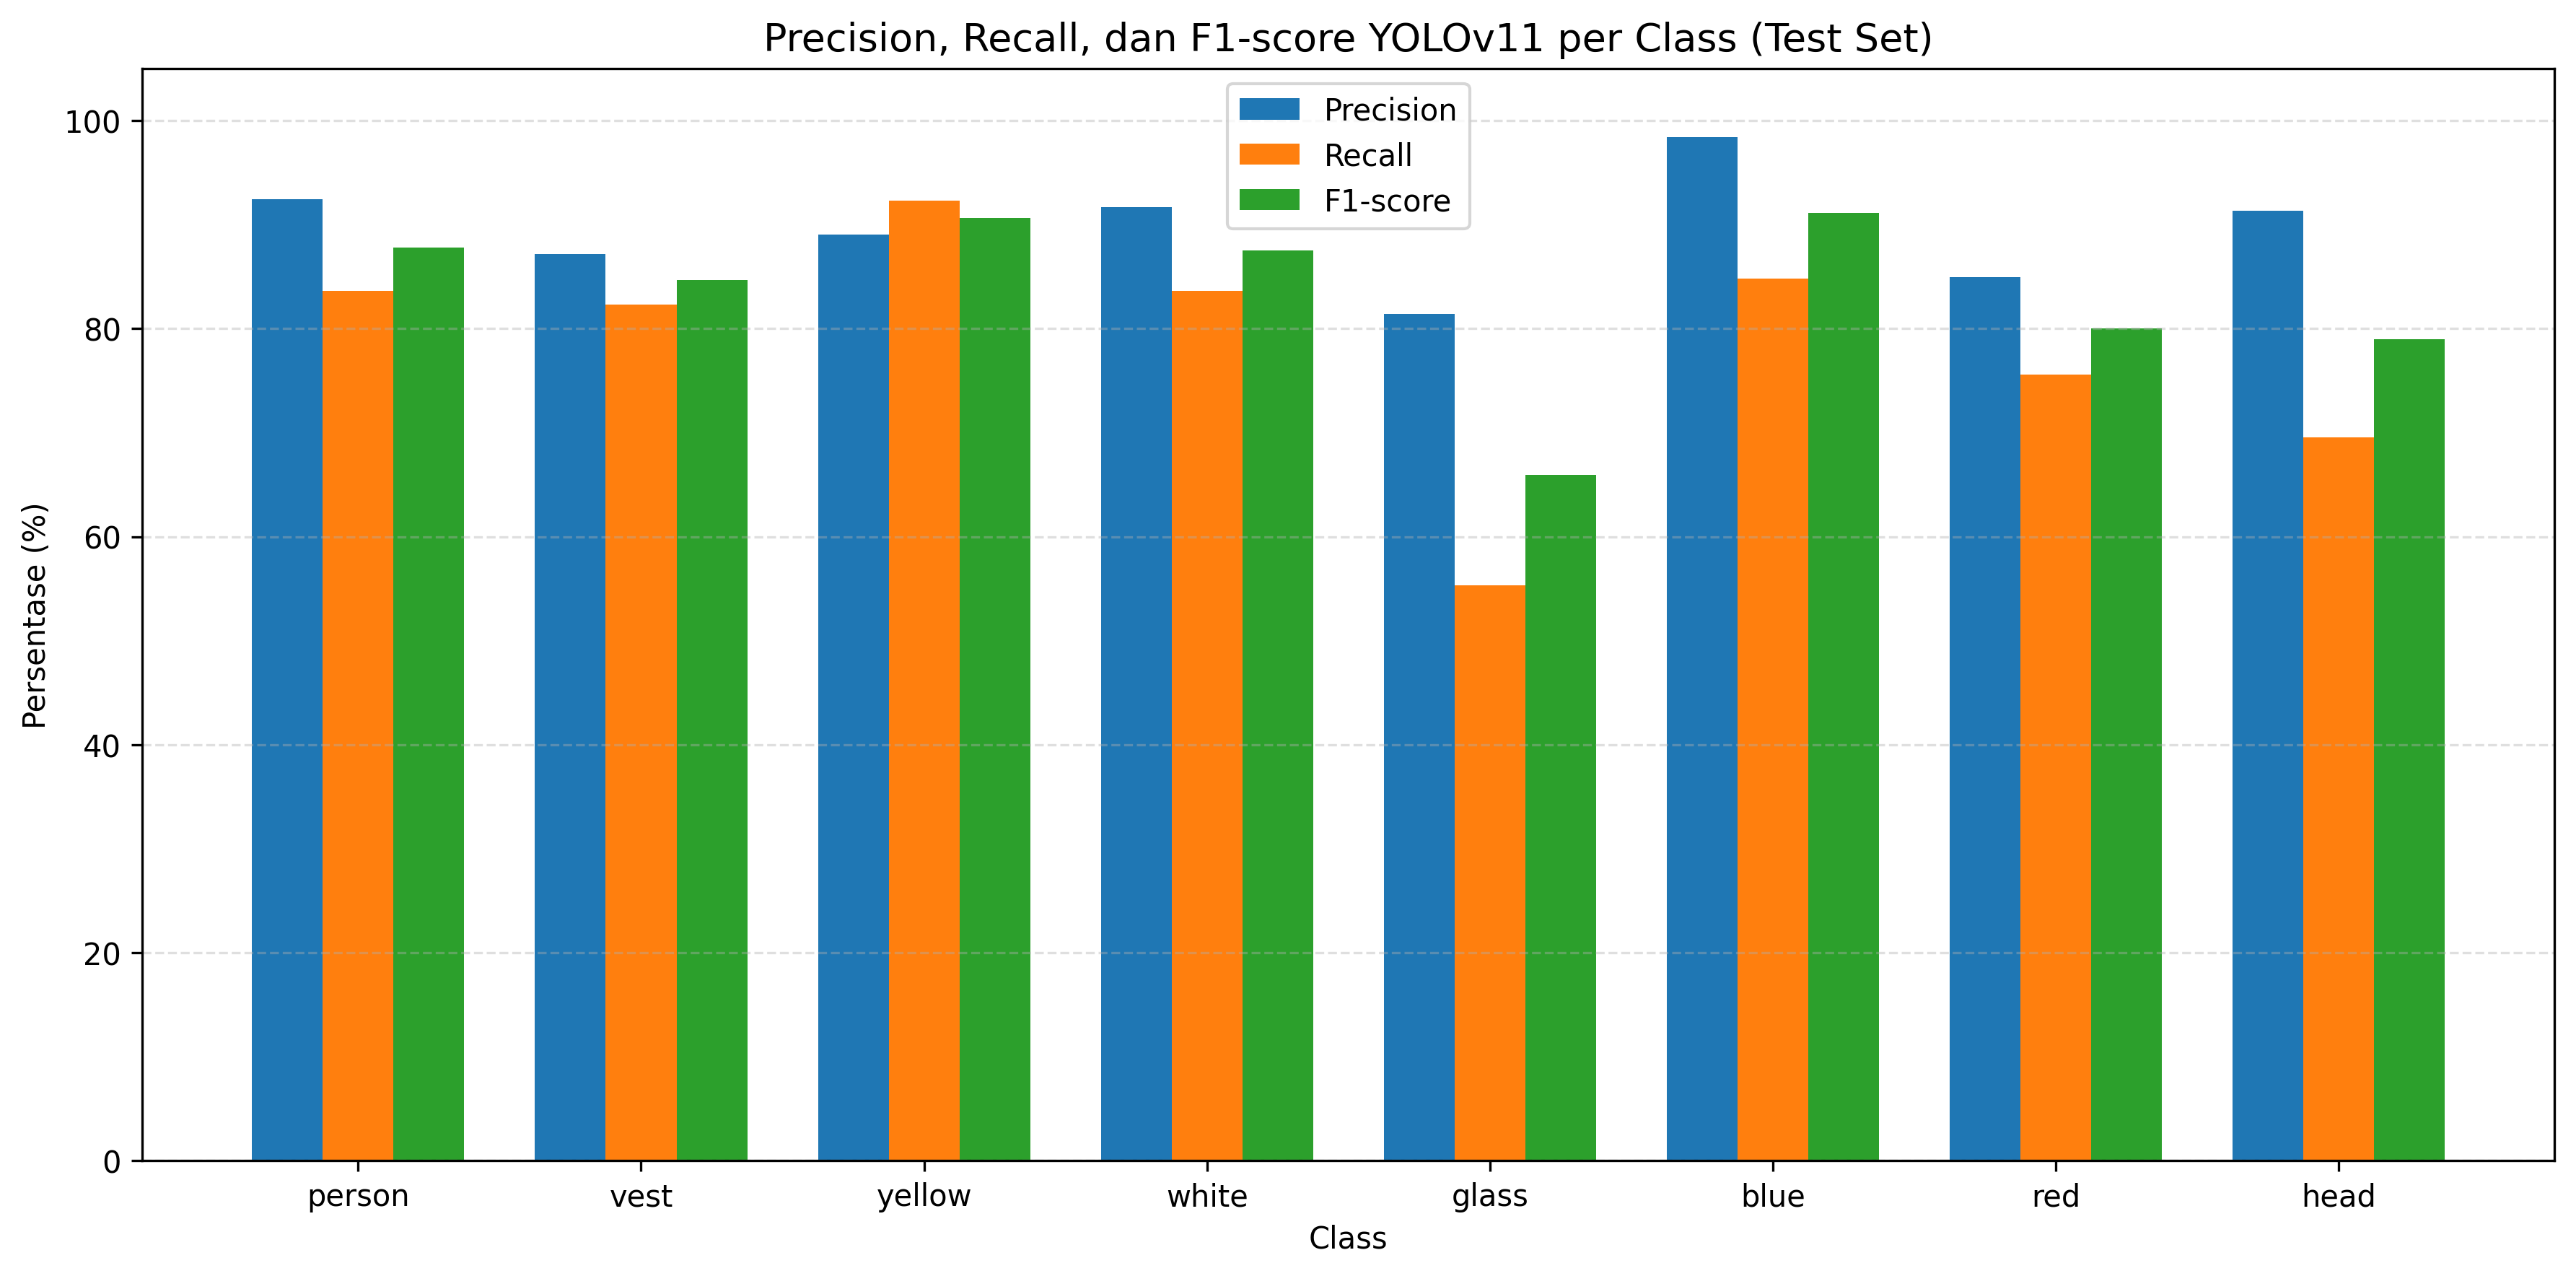 Precision, Recall, dan F1-score YOLOv11 per Class (Test Set)
Precision
Recall
F1-score
Persentase (%)
100
80
60
40
20
0
person vest yellow white glass blue red head
Class